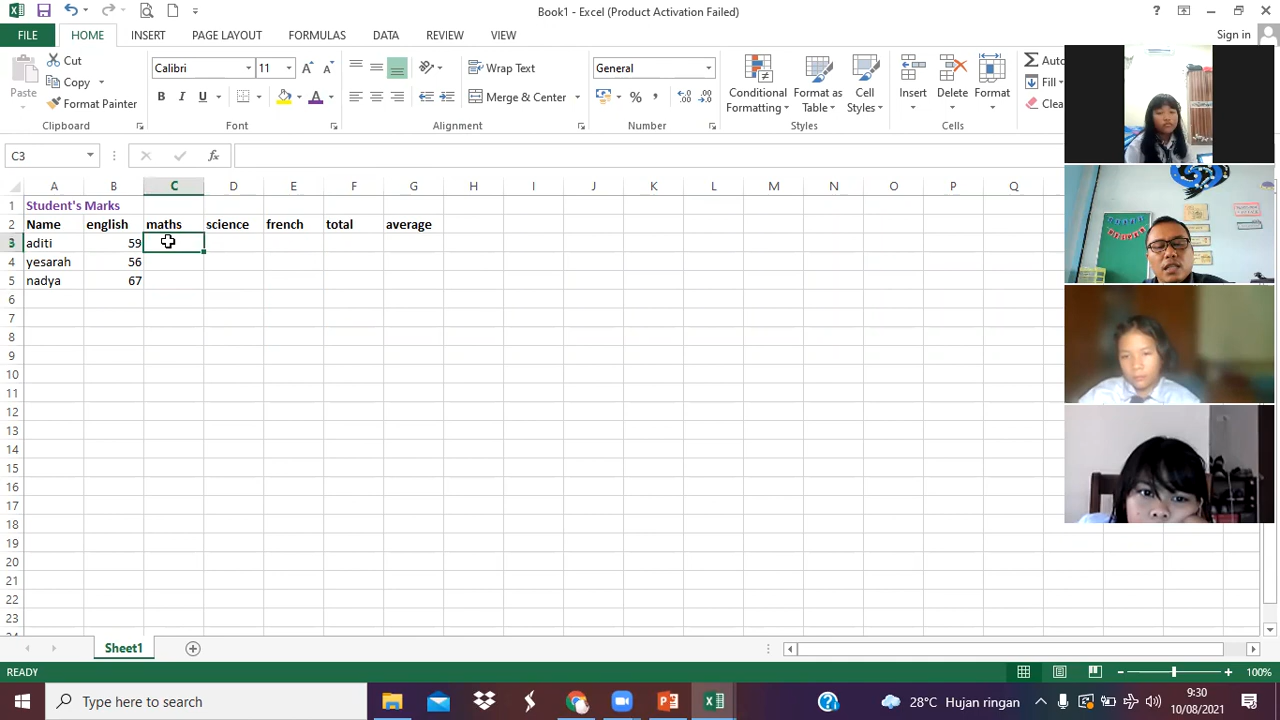 Book1 - Excel (Product Activation Failed)
?
FILE HOME INSERT PAGE LAYOUT FORMULAS DATA REVIEW VIEW Sign in
Paste
Cut
Copy
Format Painter
Clipboard
Calibri 11
B I U
Font
Wrap Text
Merge & Center
Alignment
General
%
Number
Conditional Formatting
Format as Table
Cell Styles
Styles
Insert
Delete
Format
Cells
Fill
C3 fx
A B C D E F G H I J K L M N O P Q
1 Student's Marks
2 Name english maths science french total average
3 aditi 59
4 yesarah 56
5 nadya 67
6
7
8
9
10
11
12
13
14
15
16
17
18
19
20
21
22
23
Sheet1
READY 100%
Type here to search 28°C Hujan ringan 9:30
10/08/2021